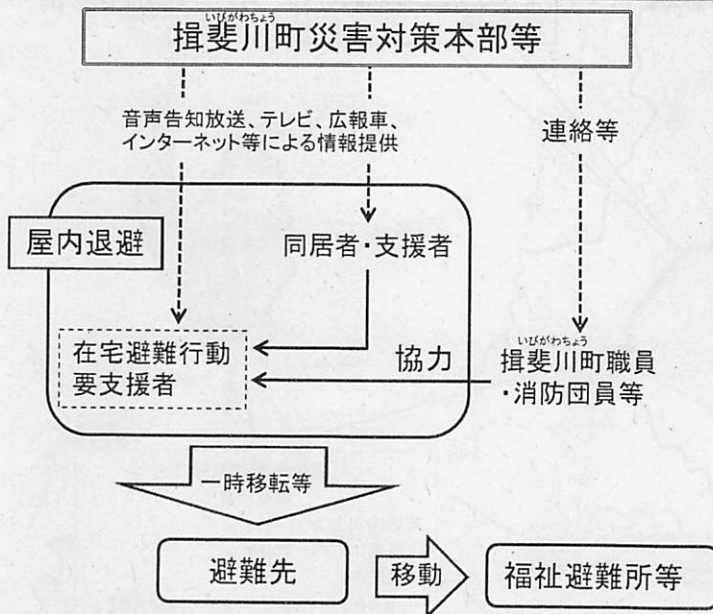 いびがわちょう
揖斐川町災害対策本部等
音声告知放送、テレビ、広報車、
インターネット等による情報提供
連絡等
屋内退避
同居者・支援者
在宅避難行動
要支援者
協力
いびがわちょう
揖斐川町職員
・消防団員等
一時移転等
避難先
移動
福祉避難所等